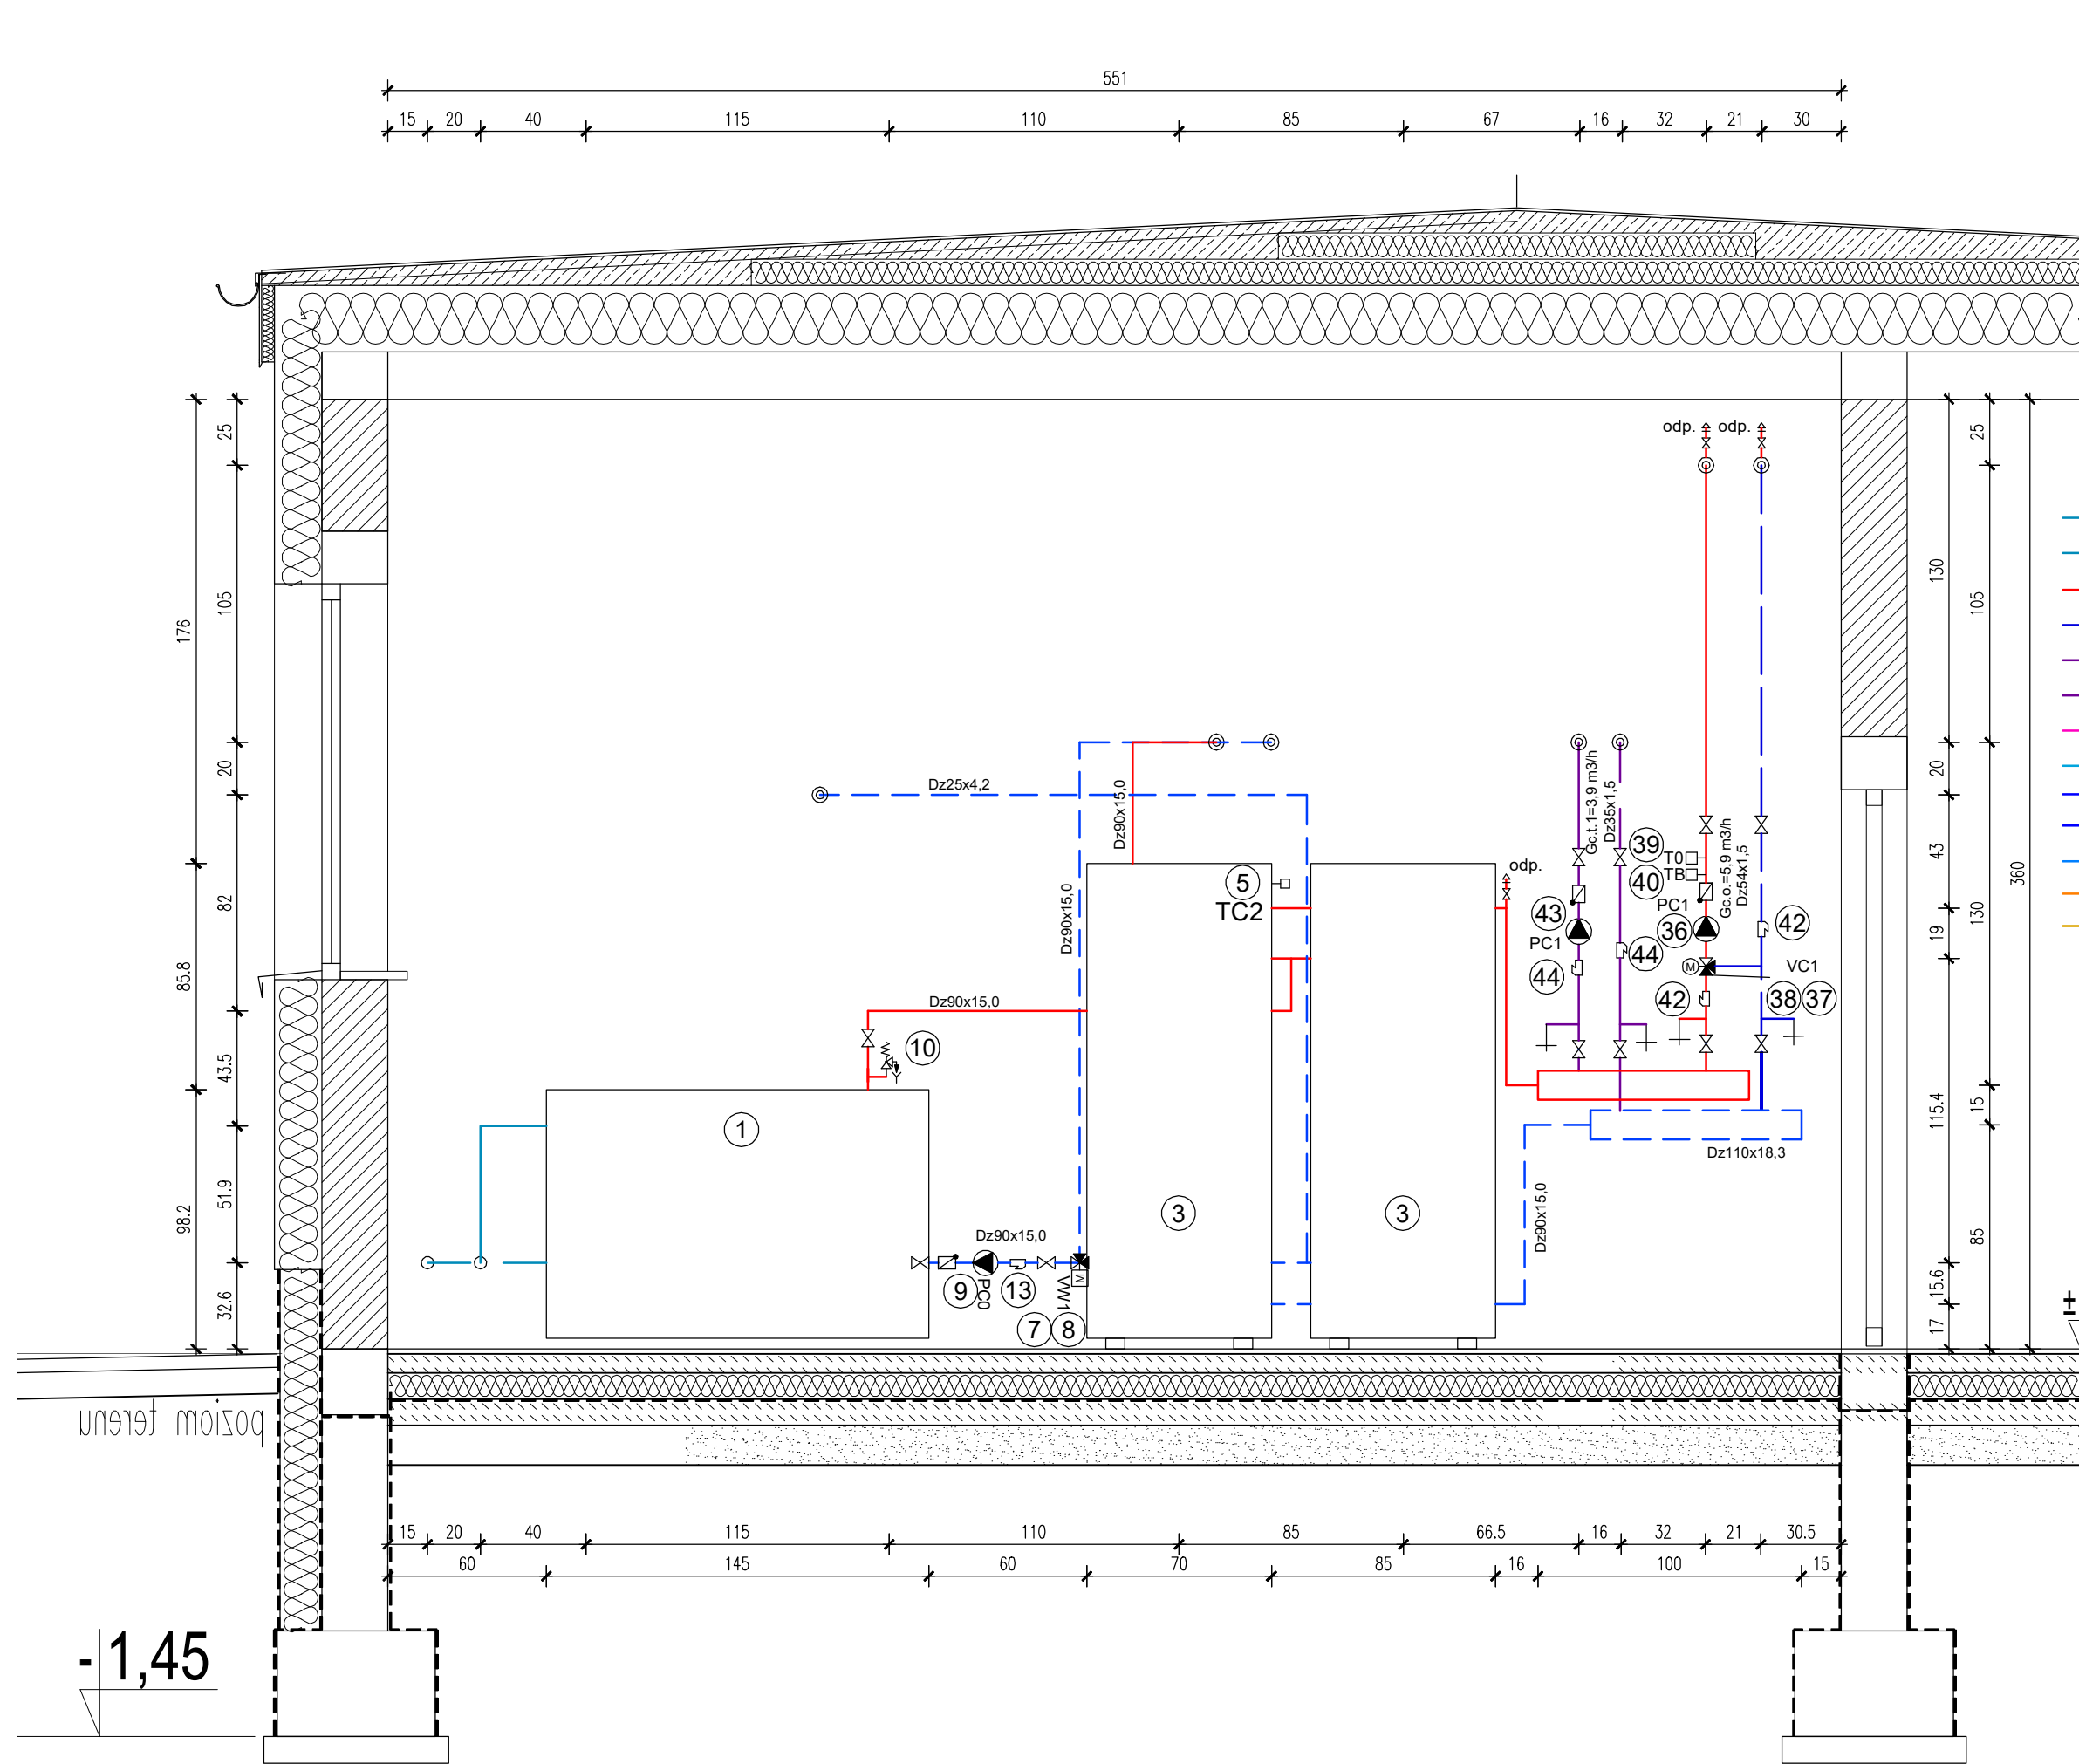 551
15 20 40 115 110 85 67 16 32 21 30
odp. odp.
25
105
20
82
43.5
51.9
32.6
176
85.8
98.2
130
20
43
19
115.4
15.6
17
25
105
130
15
85
360
Dz25x4,2
Dz90x15,0
Dz90x15,0
Gc.t.1=3,9 m3/h
Dz35x1,5
39
T0
40
TB
Gc.o.=5,9 m3/h
Dz54x1,5
5
TC2
odp.
43
PC1
44
44
PC1
36
42
M
VC1
42
38 37
Dz90x15,0
10
1
3
3
Dz110x18,3
Dz90x15,0
Dz90x15,0
9
PC0
13
VW1
M
7 8
±
poziom terenu
15 20 40 115 110 85 66.5 16 32 21 30.5
60 145 60 70 85 16 100 15
-1,45